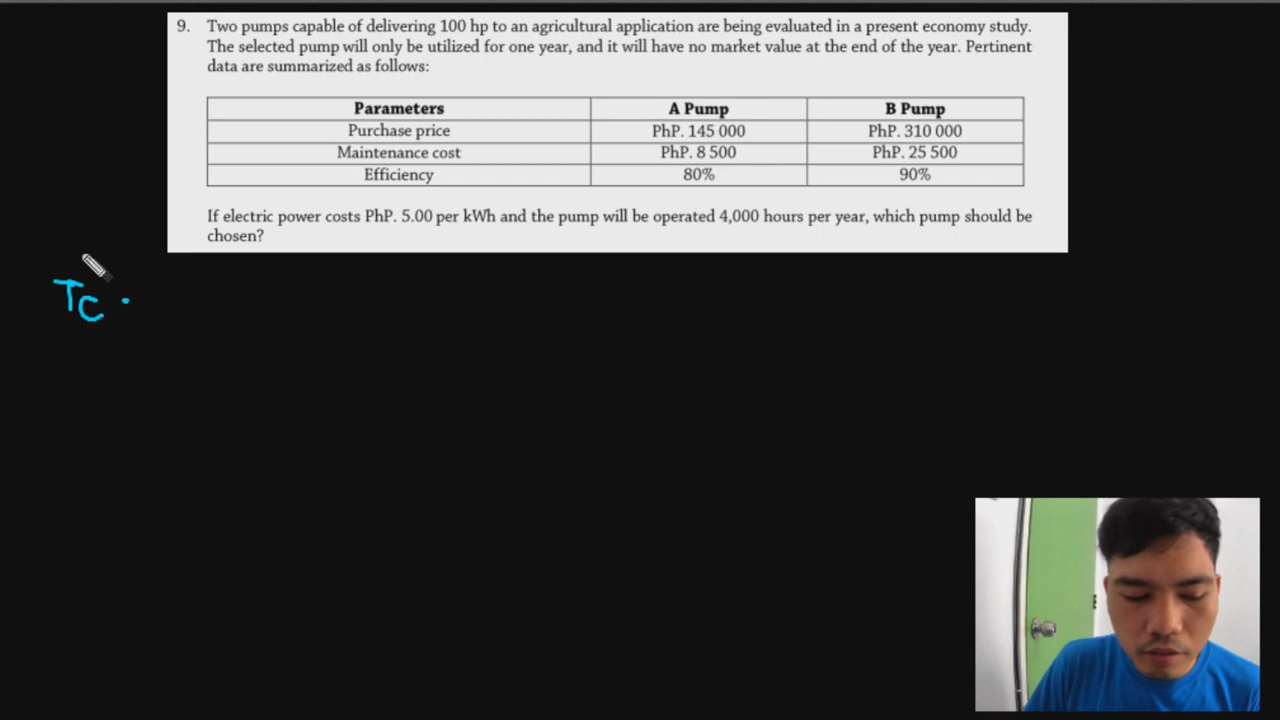 9. Two pumps capable of delivering 100 hp to an agricultural application are being evaluated in a present economy study.
The selected pump will only be utilized for one year, and it will have no market value at the end of the year. Pertinent
data are summarized as follows:
Parameters A Pump B Pump
Purchase price PhP. 145 000 PhP. 310 000
Maintenance cost PhP. 8 500 PhP. 25 500
Efficiency 80% 90%
If electric power costs PhP. 5.00 per kWh and the pump will be operated 4,000 hours per year, which pump should be
chosen?
Tc